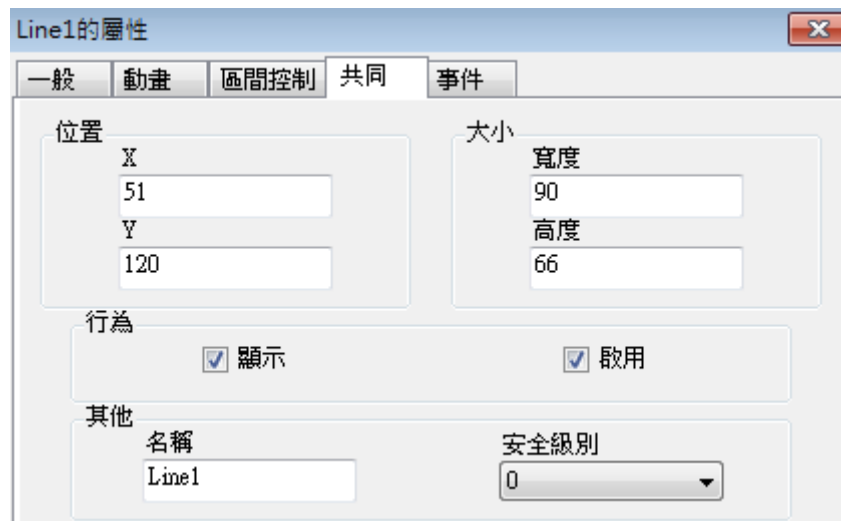 Line1的屬性
一般 動畫 區間控制 共同 事件
位置
X
51
Y
120
大小
寬度
90
高度
66
行為
顯示 啟用
其他
名稱
Line1
安全級別
0